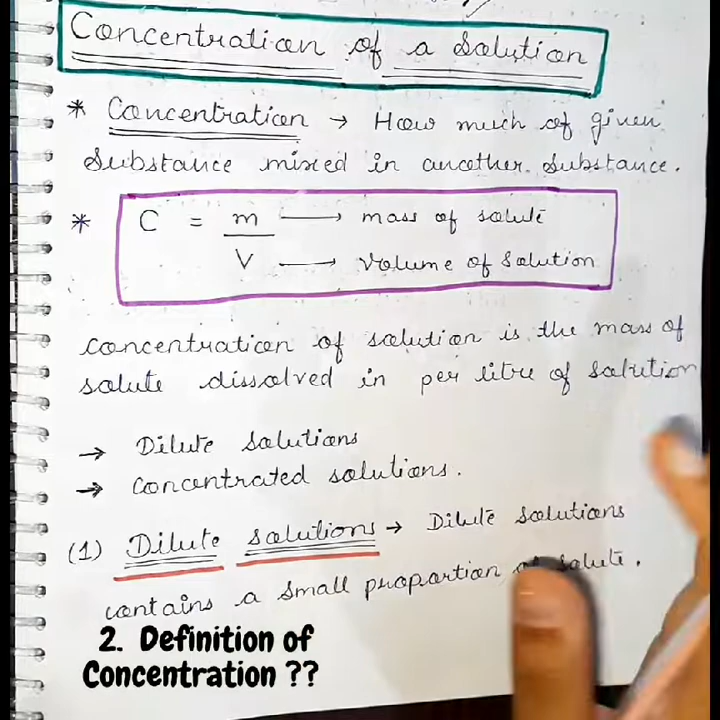 Concentration of a Solution
* Concentration → How much of given
substance mixed in another substance.
* C = m → mass of solute
V → Volume of Solution
concentration of solution is the mass of
solute dissolved in per litre of solution
→ Dilute solutions
→ Concentrated solutions.
(1) Dilute solutions → Dilute solutions
contains a small proportion of solute.
2. Definition of
Concentration ??